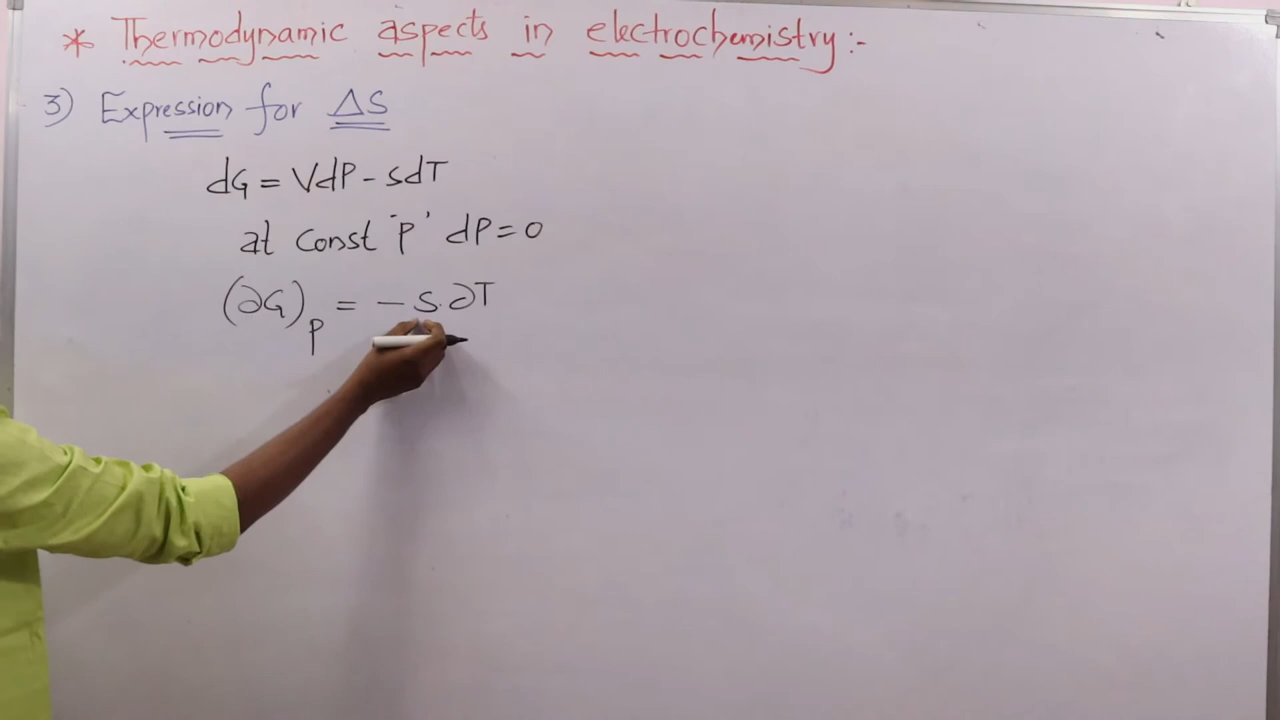 * Thermodynamic aspects in electrochemistry:-
3) Expression for ΔS
dG = VdP - SdT
at const 'p' dP = 0
(∂G)ₚ = - S.∂T